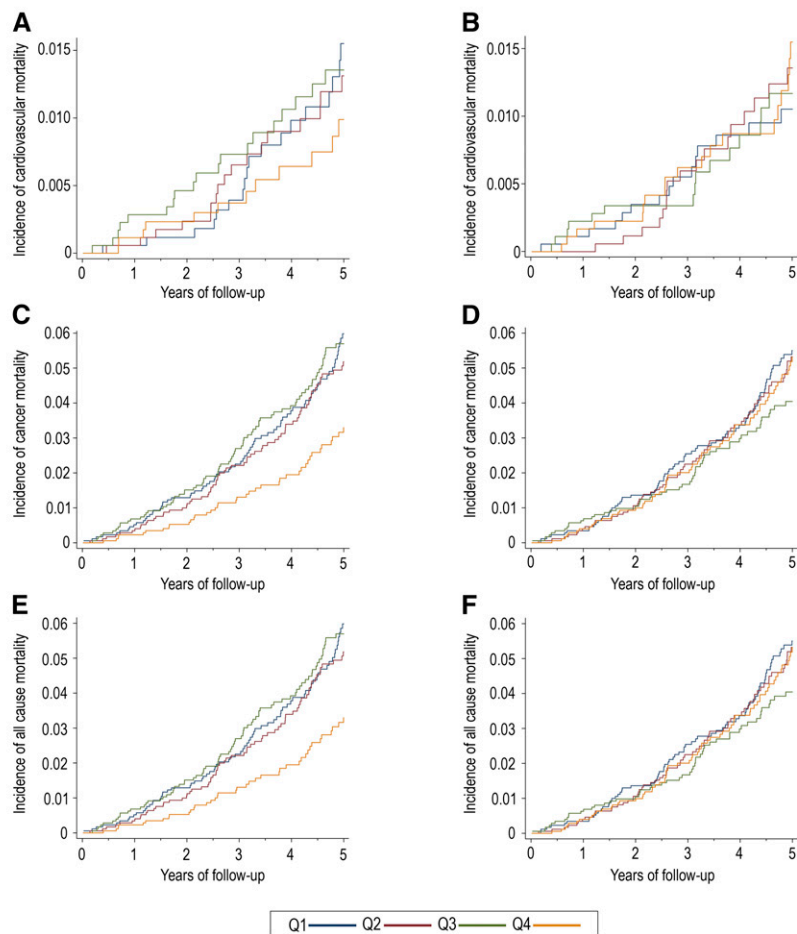 A
Incidence of cardiovascular mortality
0.015
0.010
0.005
0
0 1 2 3 4 5
Years of follow-up
B
Incidence of cardiovascular mortality
0.015
0.010
0.005
0
0 1 2 3 4 5
Years of follow-up
C
Incidence of cancer mortality
0.06
0.05
0.04
0.03
0.02
0.01
0
0 1 2 3 4 5
Years of follow-up
D
Incidence of cancer mortality
0.06
0.05
0.04
0.03
0.02
0.01
0
0 1 2 3 4 5
Years of follow-up
E
Incidence of all cause mortality
0.06
0.05
0.04
0.03
0.02
0.01
0
0 1 2 3 4 5
Years of follow-up
F
Incidence of all cause mortality
0.06
0.05
0.04
0.03
0.02
0.01
0
0 1 2 3 4 5
Years of follow-up
Q1 Q2 Q3 Q4